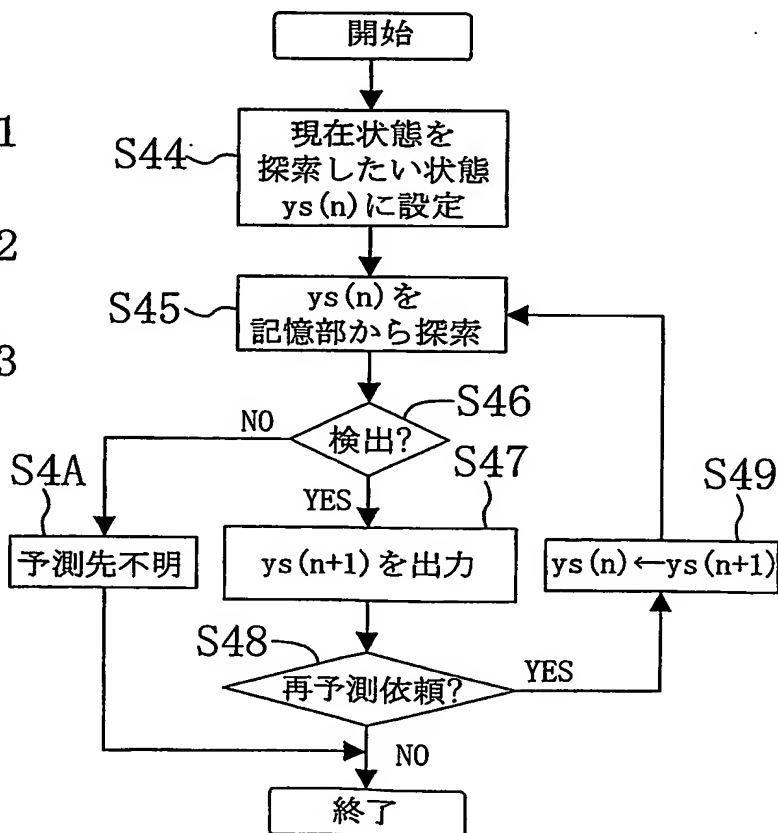 開始
1
S44
現在状態を
探索したい状態
ys(n)に設定
2
S45
ys(n)を
記憶部から探索
3
S46
検出?
NO
YES
S4A
予測先不明
S47
ys(n+1)を出力
S49
ys(n)←ys(n+1)
S48
再予測依頼?
YES
NO
終了